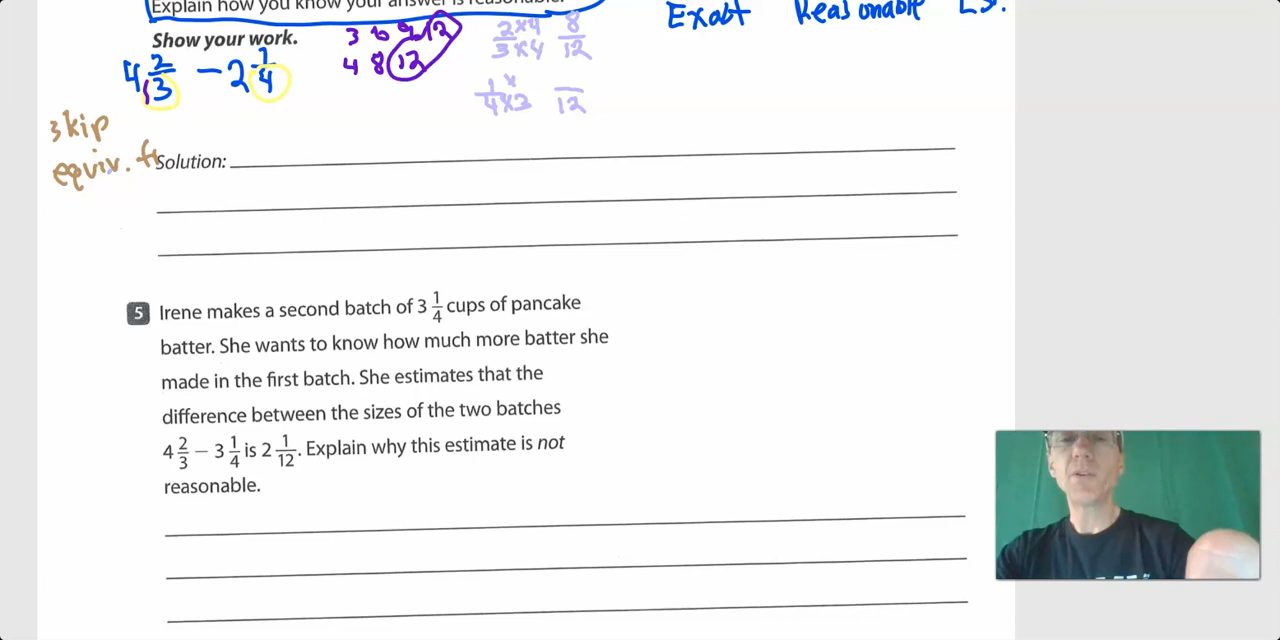 Explain how you know your answer is reasonable.
Exact Reasonable Est.
Show your work.
3 6 9 12
4 8 12
2/3 ×4 ×4 8/12
4 2/3 − 2 1/4
1/4 × ×3 /12
skip
equiv. fr
Solution:
5 Irene makes a second batch of 3 1/4 cups of pancake
batter. She wants to know how much more batter she
made in the first batch. She estimates that the
difference between the sizes of the two batches
4 2/3 − 3 1/4 is 2 1/12. Explain why this estimate is not
reasonable.